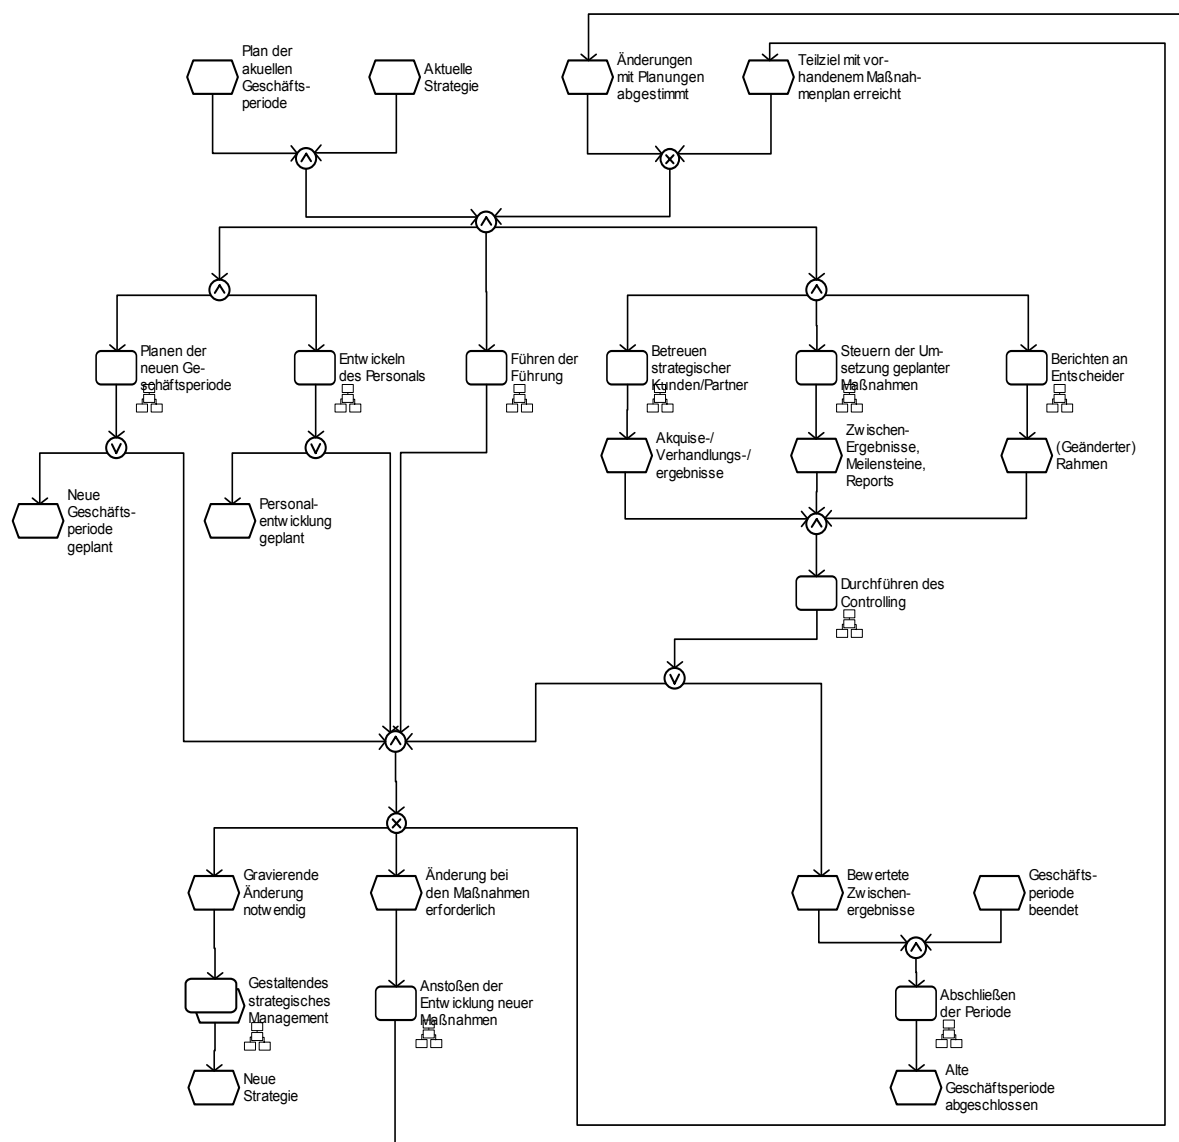 Plan der
akuellen
Geschäfts-
periode
Aktuelle
Strategie
Änderungen
mit Planungen
abgestimmt
Teilziel mit vor-
handenem Maßnah-
menplan erreicht
Planen der
neuen Ge-
schäftsperiode
Entwickeln
des Personals
Führen der
Führung
Betreuen
strategischer
Kunden/Partner
Steuern der Um-
setzung geplanter
Maßnahmen
Berichten an
Entscheider
Neue
Geschäfts-
periode
geplant
Personal-
entwicklung
geplant
Akquise-/
Verhandlungs-/
ergebnisse
Zwischen-
Ergebnisse,
Meilensteine,
Reports
(Geänderter)
Rahmen
Durchführen des
Controlling
Gravierende
Änderung
notwendig
Änderung bei
den Maßnahmen
erforderlich
Bewertete
Zwischen-
ergebnisse
Geschäfts-
periode
beendet
Gestaltendes
strategisches
Management
Anstoßen der
Entwicklung neuer
Maßnahmen
Abschließen
der Periode
Neue
Strategie
Alte
Geschäftsperiode
abgeschlossen